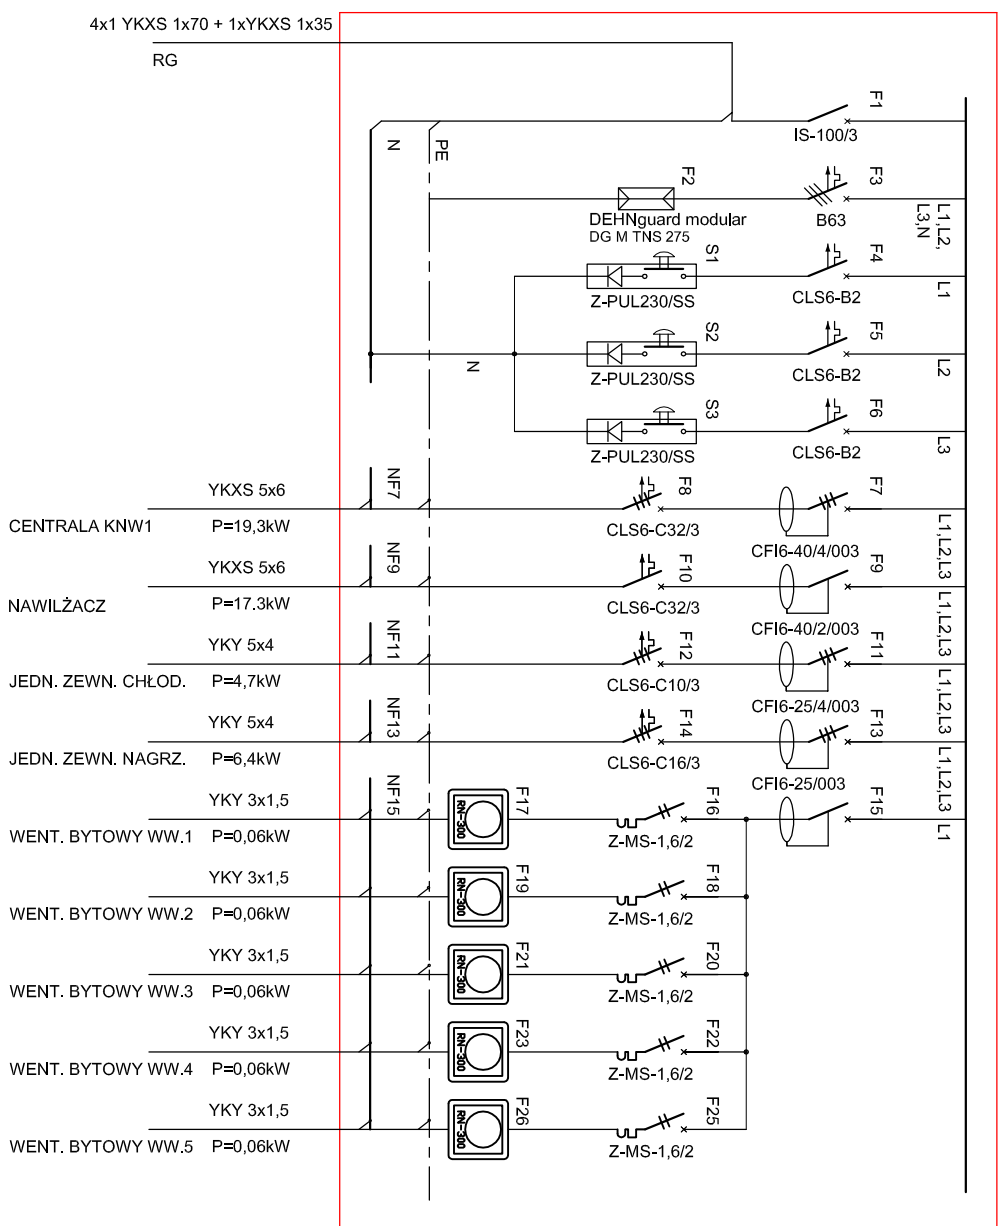 4x1 YKXS 1x70 + 1xYKXS 1x35
RG
F1
IS-100/3
N
PE
F2
DEHNguard modular
DG M TNS 275
F3
B63
L1,L2,
L3,N
S1
Z-PUL230/SS
F4
CLS6-B2
L1
S2
Z-PUL230/SS
F5
CLS6-B2
L2
N
S3
Z-PUL230/SS
F6
CLS6-B2
L3
CENTRALA KNW1
YKXS 5x6
P=19,3kW
NF7
F8
CLS6-C32/3
F7
CFI6-40/4/003
L1,L2,L3
NAWILŻACZ
YKXS 5x6
P=17.3kW
NF9
F10
CLS6-C32/3
F9
CFI6-40/2/003
L1,L2,L3
JEDN. ZEWN. CHŁOD.
YKY 5x4
P=4,7kW
NF11
F12
CLS6-C10/3
F11
CFI6-25/4/003
L1,L2,L3
JEDN. ZEWN. NAGRZ.
YKY 5x4
P=6,4kW
NF13
F14
CLS6-C16/3
F13
CFI6-25/003
L1,L2,L3
WENT. BYTOWY WW.1
YKY 3x1,5
P=0,06kW
NF15
RN-300
F17
F16
Z-MS-1,6/2
F15
L1
WENT. BYTOWY WW.2
YKY 3x1,5
P=0,06kW
RN-300
F19
F18
Z-MS-1,6/2
WENT. BYTOWY WW.3
YKY 3x1,5
P=0,06kW
RN-300
F21
F20
Z-MS-1,6/2
WENT. BYTOWY WW.4
YKY 3x1,5
P=0,06kW
RN-300
F23
F22
Z-MS-1,6/2
WENT. BYTOWY WW.5
YKY 3x1,5
P=0,06kW
RN-300
F26
F25
Z-MS-1,6/2